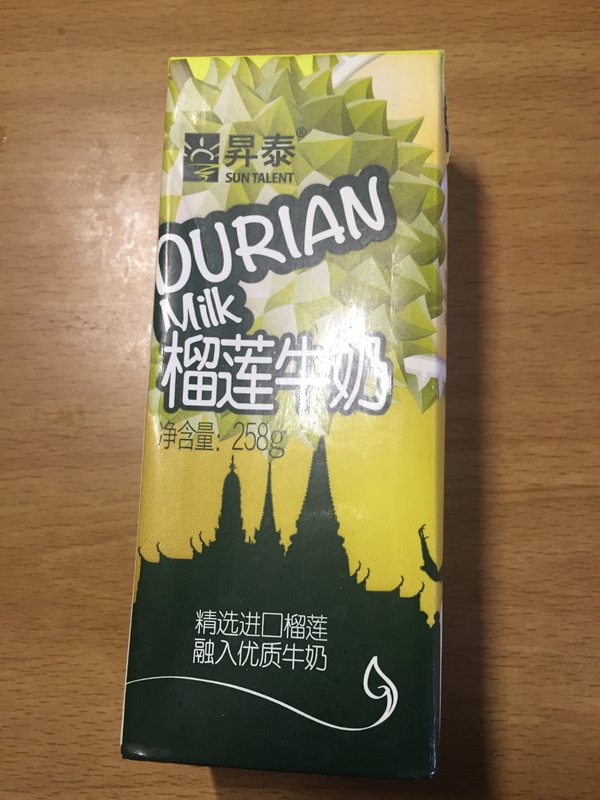 昇泰®
SUN TALENT
DURIAN
Milk
榴莲牛奶
净含量: 258g
精选进口榴莲
融入优质牛奶